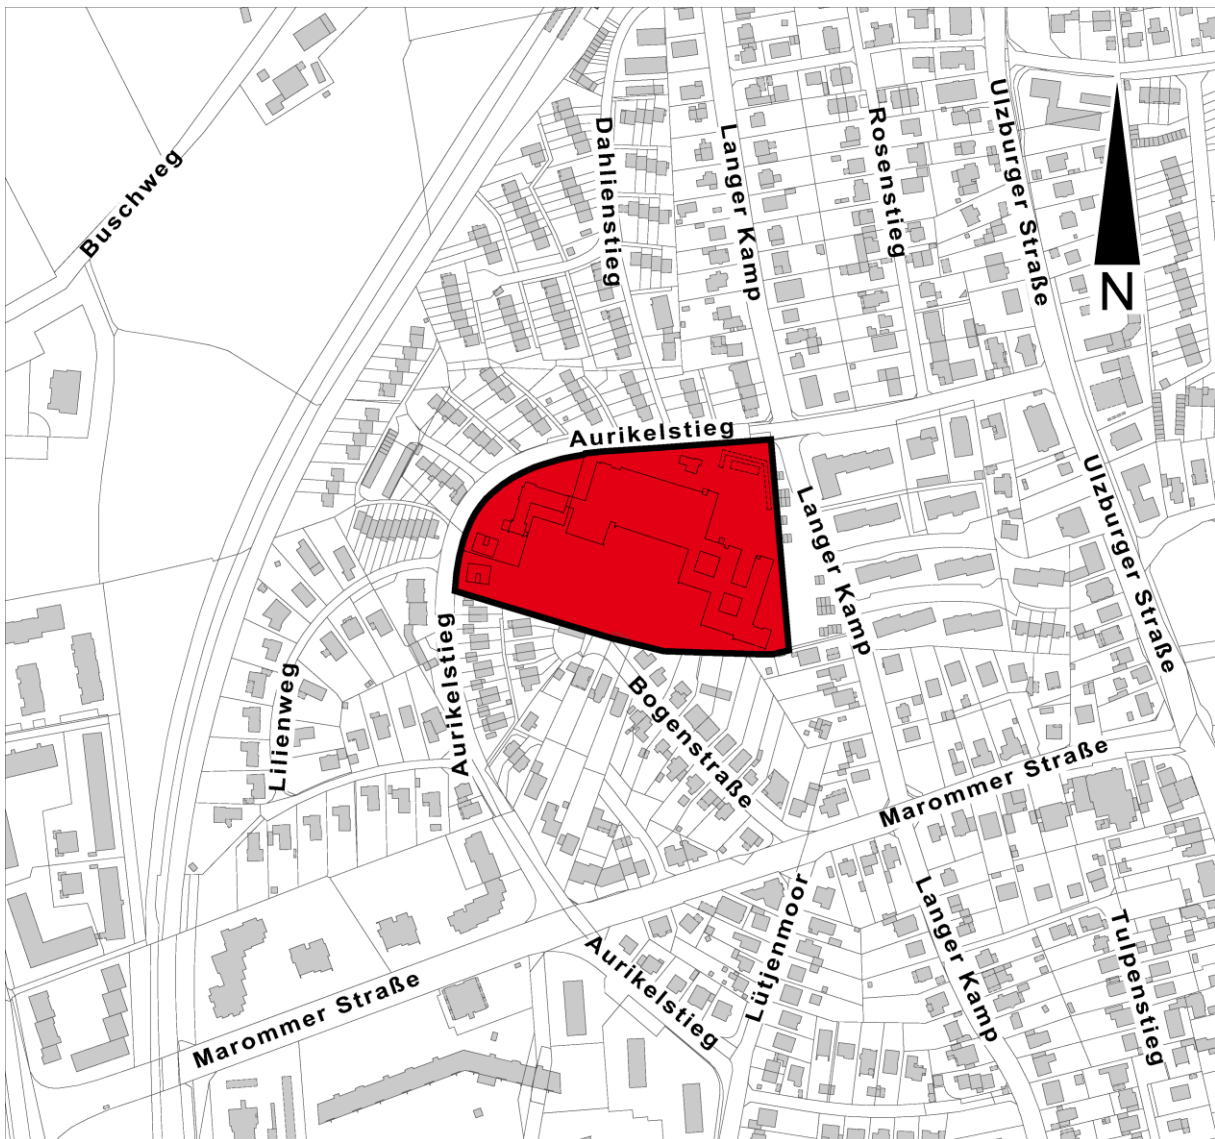 Buschweg
Dahlienstieg
Langer Kamp
Rosenstieg
Ulzburger Straße
N
Aurikelstieg
Langer Kamp
Ulzburger Straße
Lilienweg
Aurikelstieg
Bogenstraße
Marommer Straße
Lütjenmoor
Langer Kamp
Tulpenstieg
Aurikelstieg
Marommer Straße